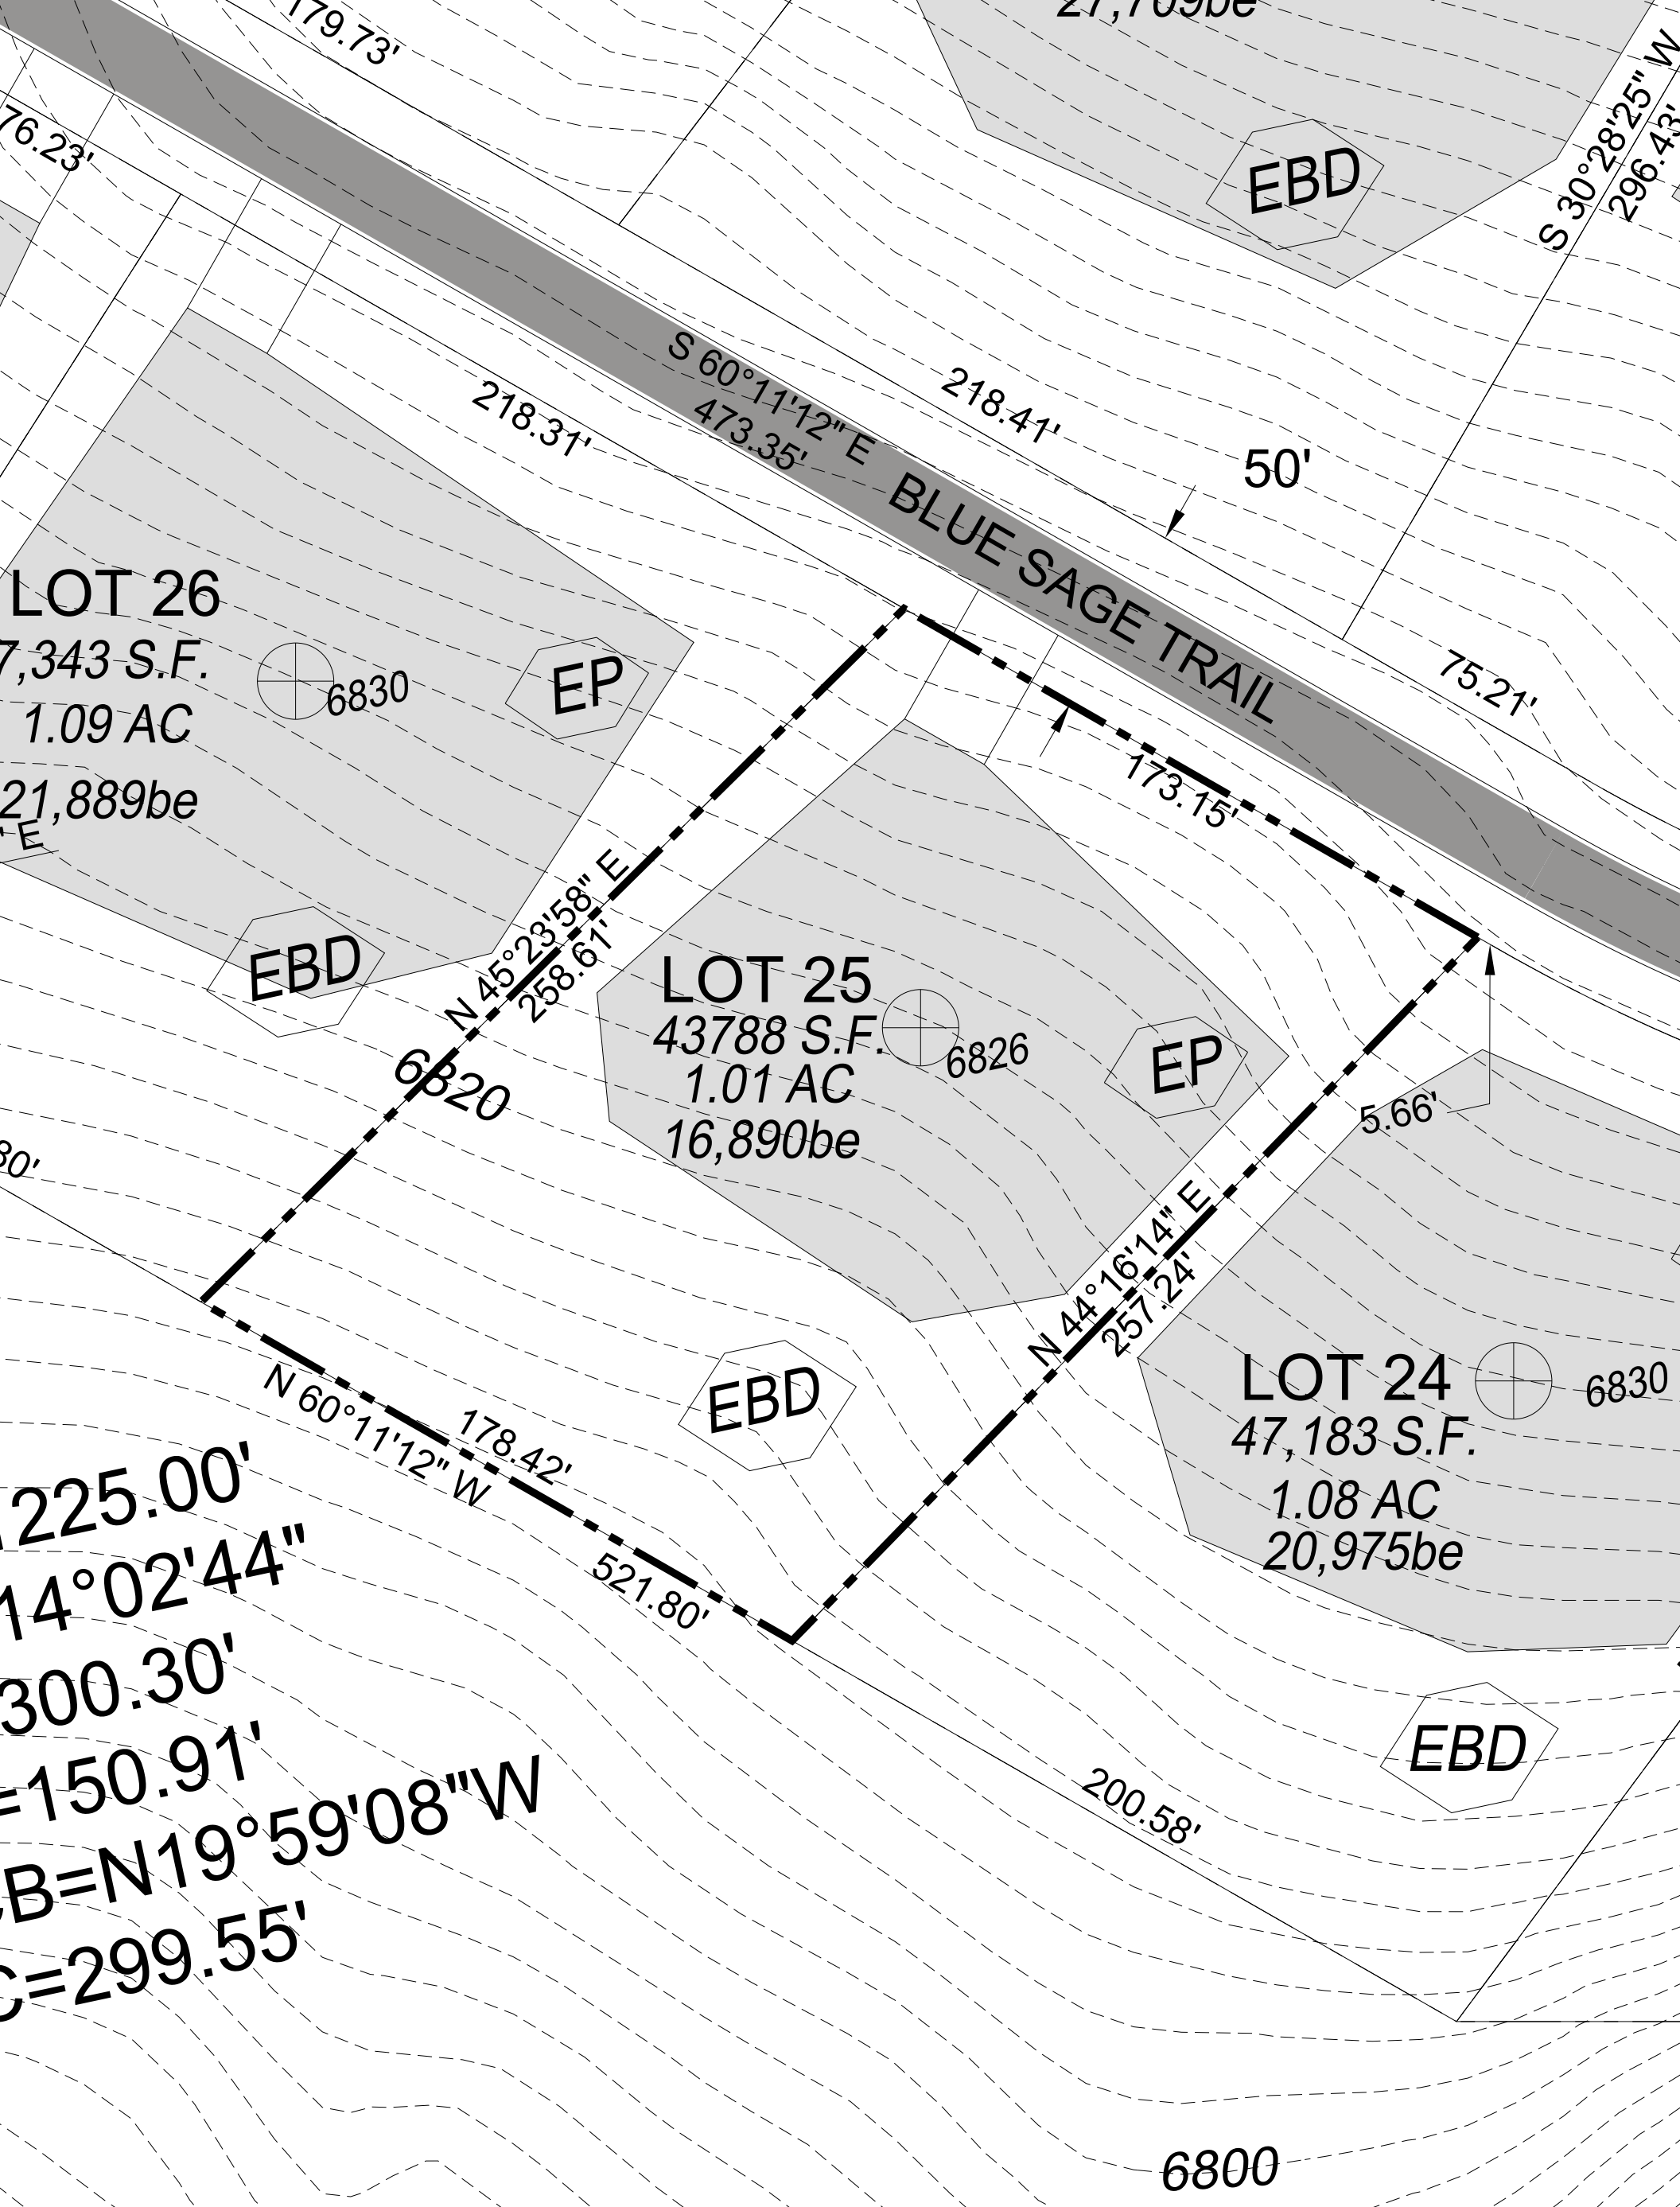 27,709be
179.73'
S 30°28'25" W
296.43'
76.23'
EBD
S 60°11'12" E
473.35'
218.31'
218.41'
50'
BLUE SAGE TRAIL
LOT 26
7,343 S.F.
1.09 AC
21,889be
6830
EP
75.21'
173.15'
' E
EBD
N 45°23'58" E
258.61'
6820
LOT 25
43788 S.F.
1.01 AC
16,890be
6826
EP
5.66'
80'
N 44°16'14" E
257.24'
EBD
LOT 24
47,183 S.F.
1.08 AC
20,975be
6830
N 60°11'12" W
178.42'
521.80'
1225.00'
14°02'44"
300.30'
=150.91'
CB=N19°59'08"W
C=299.55'
EBD
200.58'
6800